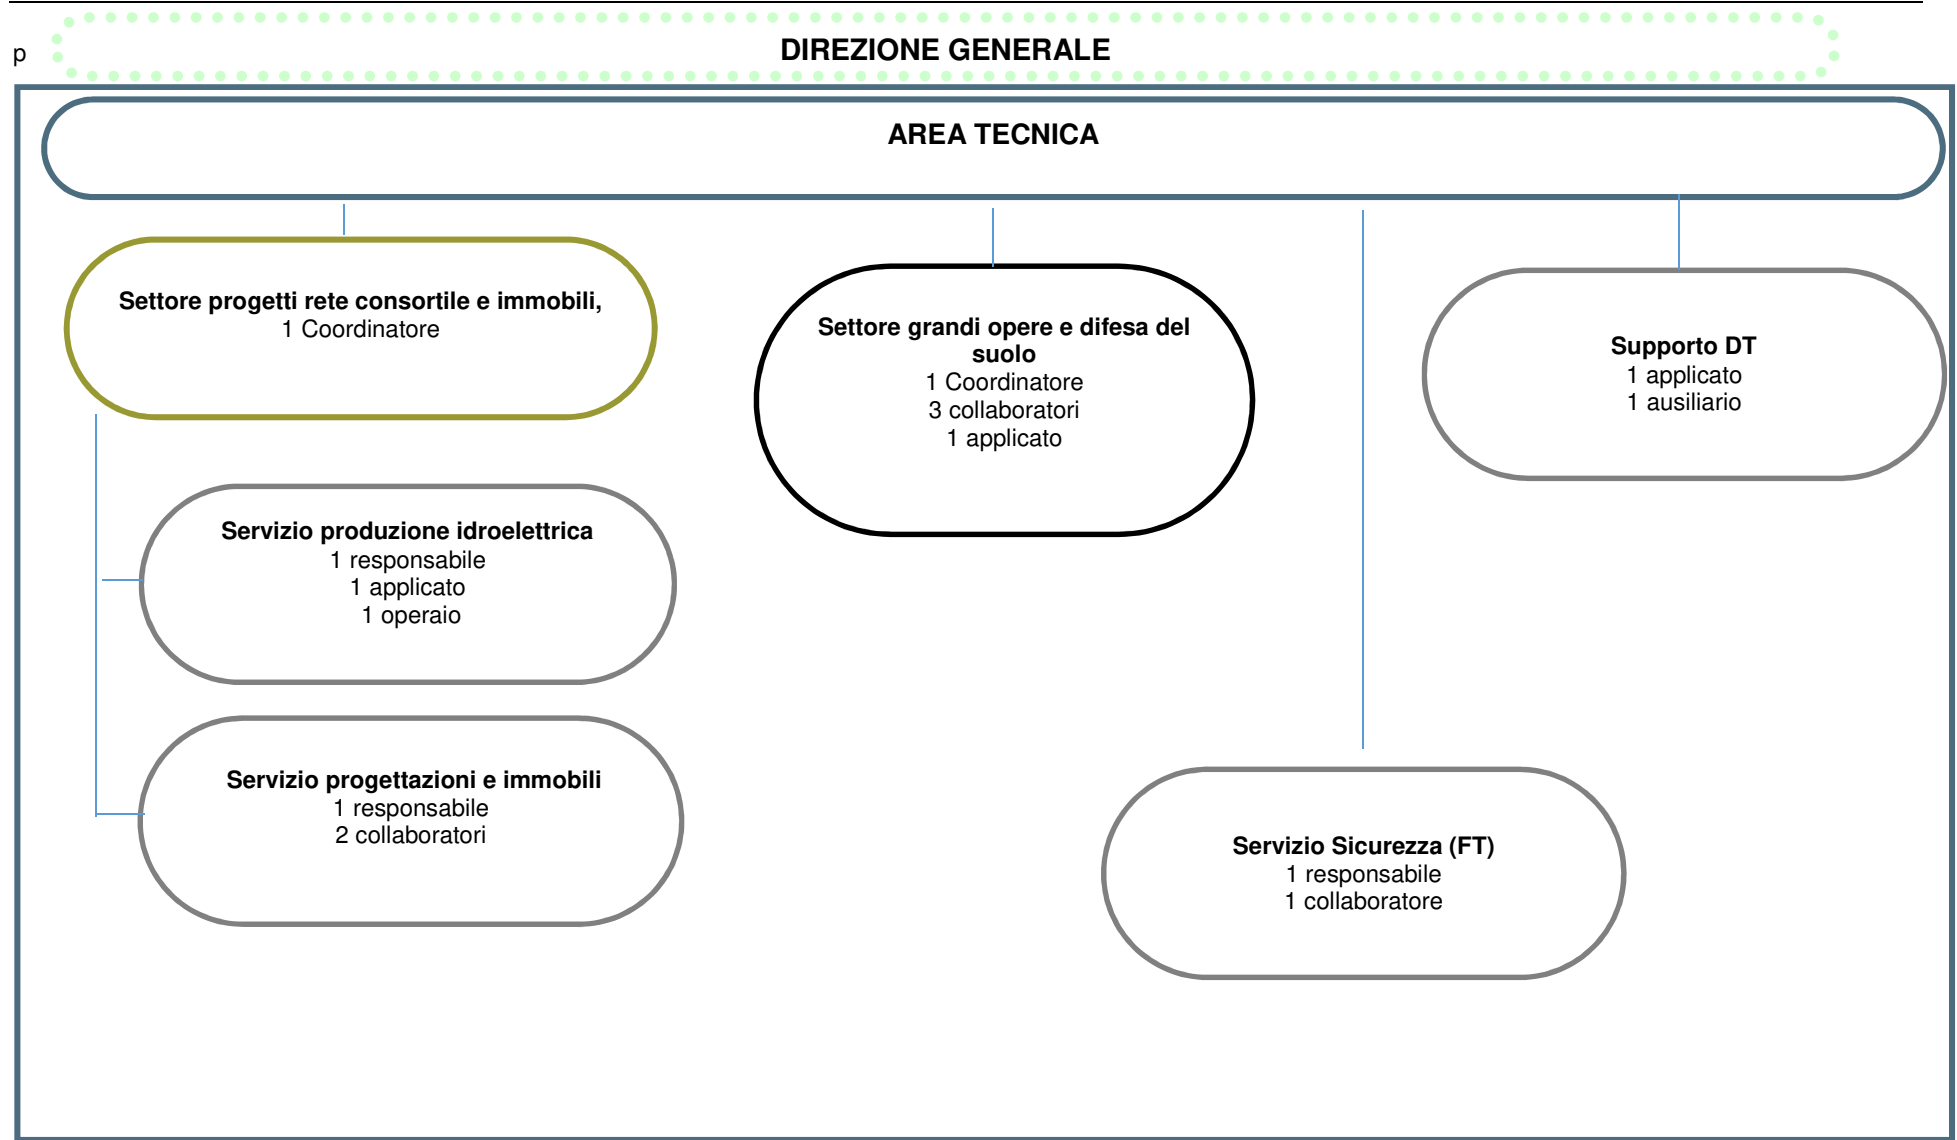 p
DIREZIONE GENERALE
AREA TECNICA
Settore progetti rete consortile e immobili,
1 Coordinatore
Settore grandi opere e difesa del
suolo
1 Coordinatore
3 collaboratori
1 applicato
Supporto DT
1 applicato
1 ausiliario
Servizio produzione idroelettrica
1 responsabile
1 applicato
1 operaio
Servizio progettazioni e immobili
1 responsabile
2 collaboratori
Servizio Sicurezza (FT)
1 responsabile
1 collaboratore